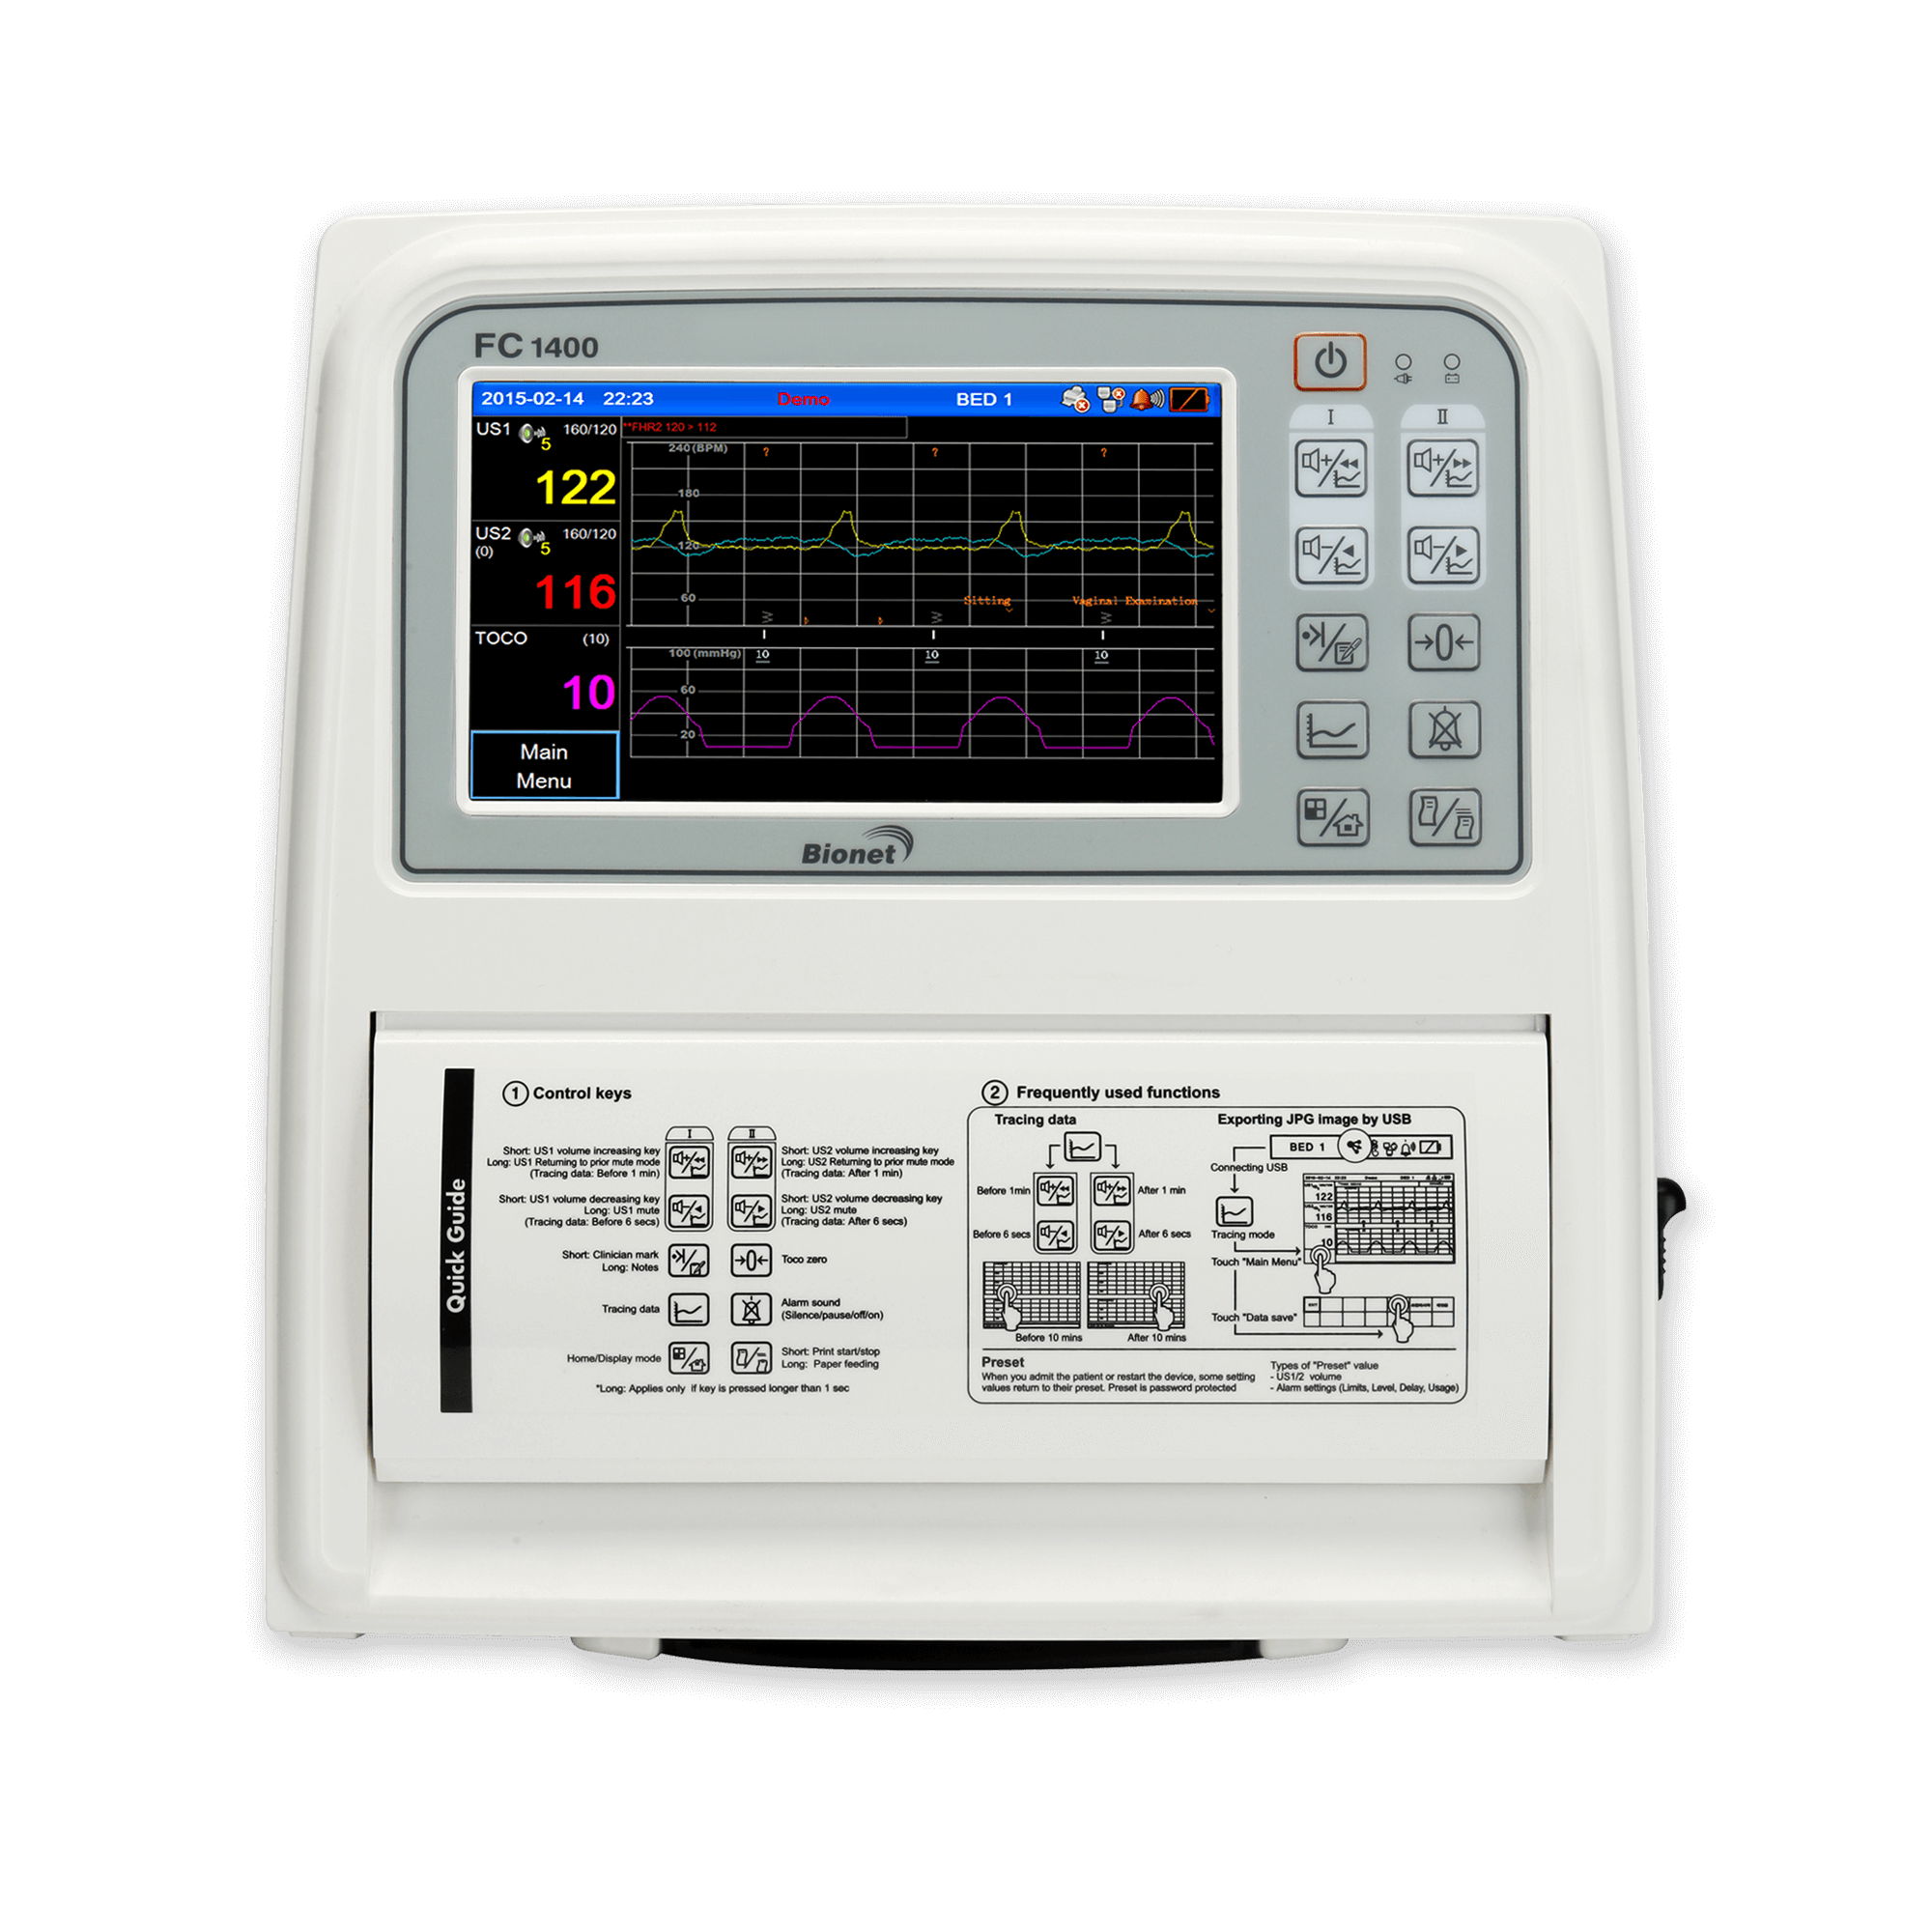 FC 1400
2015-02-14 22:23 Demo BED 1
US1 5 160/120
122
US2 5 160/120
(0)
116
TOCO (10)
10
Main
Menu
**FHR2 120 > 112
240 (BPM)
? ? ?
180
120
60
Sitting Vaginal Examination
100 (mmHg) 10 10 10
60
20
Bionet
I II
Quick Guide
1 Control keys
I II
Short: US1 volume increasing key
Long: US1 Returning to prior mute mode
(Tracing data: Before 1 min)
Short: US2 volume increasing key
Long: US2 Returning to prior mute mode
(Tracing data: After 1 min)
Short: US1 volume decreasing key
Long: US1 mute
(Tracing data: Before 6 secs)
Short: US2 volume decreasing key
Long: US2 mute
(Tracing data: After 6 secs)
Short: Clinician mark
Long: Notes
Toco zero
Tracing data
Alarm sound
(Silence/pause/off/on)
Home/Display mode
Short: Print start/stop
Long: Paper feeding
*Long: Applies only if key is pressed longer than 1 sec
2 Frequently used functions
Tracing data
Before 1min
After 1 min
Before 6 secs
After 6 secs
Before 10 mins
After 10 mins
Exporting JPG image by USB
BED 1
Connecting USB
122
116
10
Tracing mode
Touch "Main Menu"
Touch "Data save"
Preset
When you admit the patient or restart the device, some setting
values return to their preset. Preset is password protected
Types of "Preset" value
- US1/2 volume
- Alarm settings (Limits, Level, Delay, Usage)